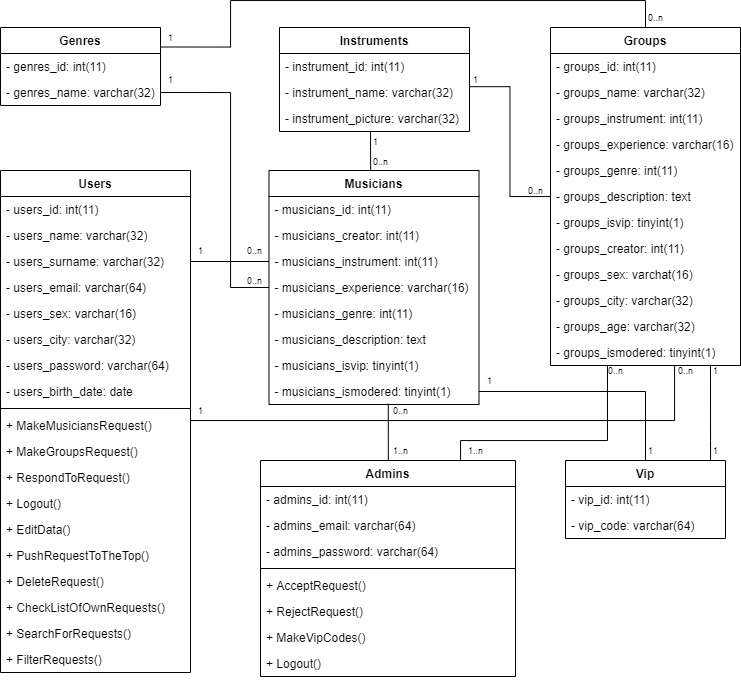 1
0..n
Genres
- genres_id: int(11)
- genres_name: varchar(32)
1
Instruments
- instrument_id: int(11)
- instrument_name: varchar(32)
- instrument_picture: varchar(32)
1
1
0..n
0..n
Groups
- groups_id: int(11)
- groups_name: varchar(32)
- groups_instrument: int(11)
- groups_experience: varchar(16)
- groups_genre: int(11)
- groups_description: text
- groups_isvip: tinyint(1)
- groups_creator: int(11)
- groups_sex: varchat(16)
- groups_city: varchar(32)
- groups_age: varchar(32)
- groups_ismodered: tinyint(1)
0..n
0..n
1
Users
- users_id: int(11)
- users_name: varchar(32)
- users_surname: varchar(32)
- users_email: varchar(64)
- users_sex: varchar(16)
- users_city: varchar(32)
- users_password: varchar(64)
- users_birth_date: date
+ MakeMusiciansRequest()
+ MakeGroupsRequest()
+ RespondToRequest()
+ Logout()
+ EditData()
+ PushRequestToTheTop()
+ DeleteRequest()
+ CheckListOfOwnRequests()
+ SearchForRequests()
+ FilterRequests()
1
0..n
0..n
1
Musicians
- musicians_id: int(11)
- musicians_creator: int(11)
- musicians_instrument: int(11)
- musicians_experience: varchar(16)
- musicians_genre: int(11)
- musicians_description: text
- musicians_isvip: tinyint(1)
- musicians_ismodered: tinyint(1)
1
0..n
1..n
1..n
1
1
Admins
- admins_id: int(11)
- admins_email: varchar(64)
- admins_password: varchar(64)
+ AcceptRequest()
+ RejectRequest()
+ MakeVipCodes()
+ Logout()
Vip
- vip_id: int(11)
- vip_code: varchar(64)